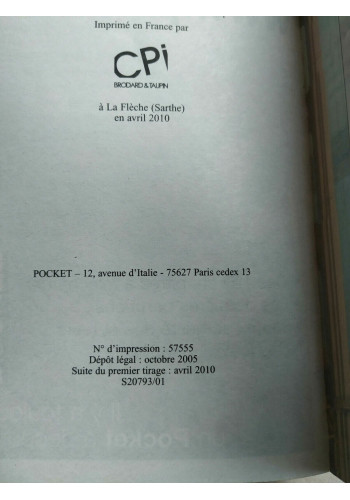 Imprimé en France par
CPi
BRODARD & TAUPIN
à La Flèche (Sarthe)
en avril 2010
POCKET – 12, avenue d'Italie - 75627 Paris cedex 13
N° d'impression : 57555
Dépôt légal : octobre 2005
Suite du premier tirage : avril 2010
S20793/01